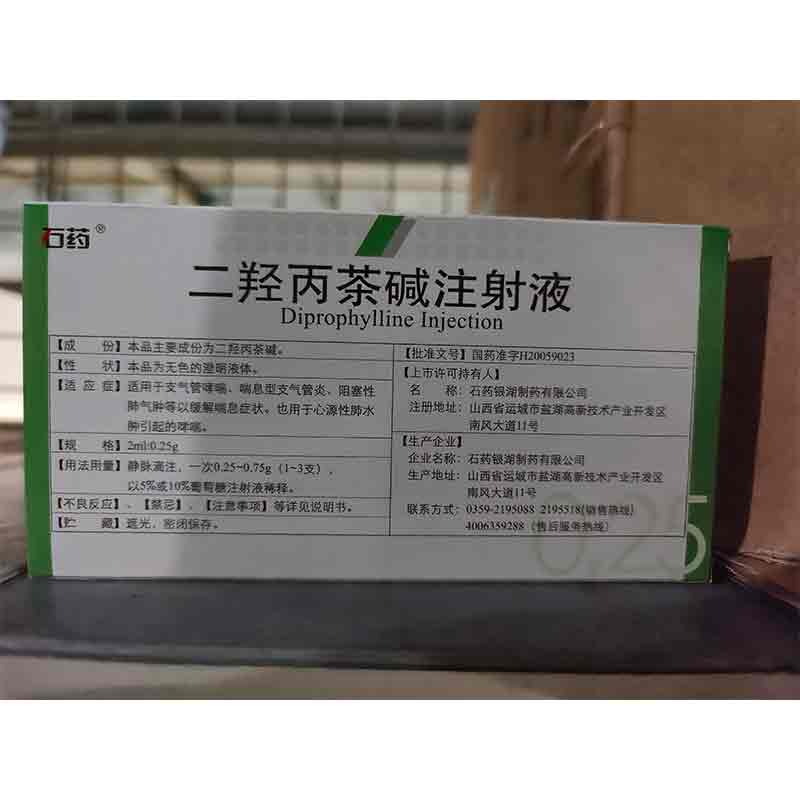 石药®
二羟丙茶碱注射液
Diprophylline Injection
【成 份】本品主要成份为二羟丙茶碱。
【性 状】本品为无色的澄明液体。
【适 应 症】适用于支气管哮喘、喘息型支气管炎、阻塞性
肺气肿等以缓解喘息症状。也用于心源性肺水
肿引起的哮喘。
【规 格】2ml:0.25g
【用法用量】静脉滴注，一次0.25~0.75g（1~3支），
以5%或10%葡萄糖注射液稀释。
【不良反应】、【禁忌】、【注意事项】等详见说明书。
【贮 藏】遮光，密闭保存。
【批准文号】国药准字H20059023
【上市许可持有人】
名 称：石药银湖制药有限公司
注册地址：山西省运城市盐湖高新技术产业开发区
南风大道11号
【生产企业】
企业名称：石药银湖制药有限公司
生产地址：山西省运城市盐湖高新技术产业开发区
南风大道11号
联系方式：0359-2195088 2195518(销售热线)
4006359288 (售后服务热线)
0.25